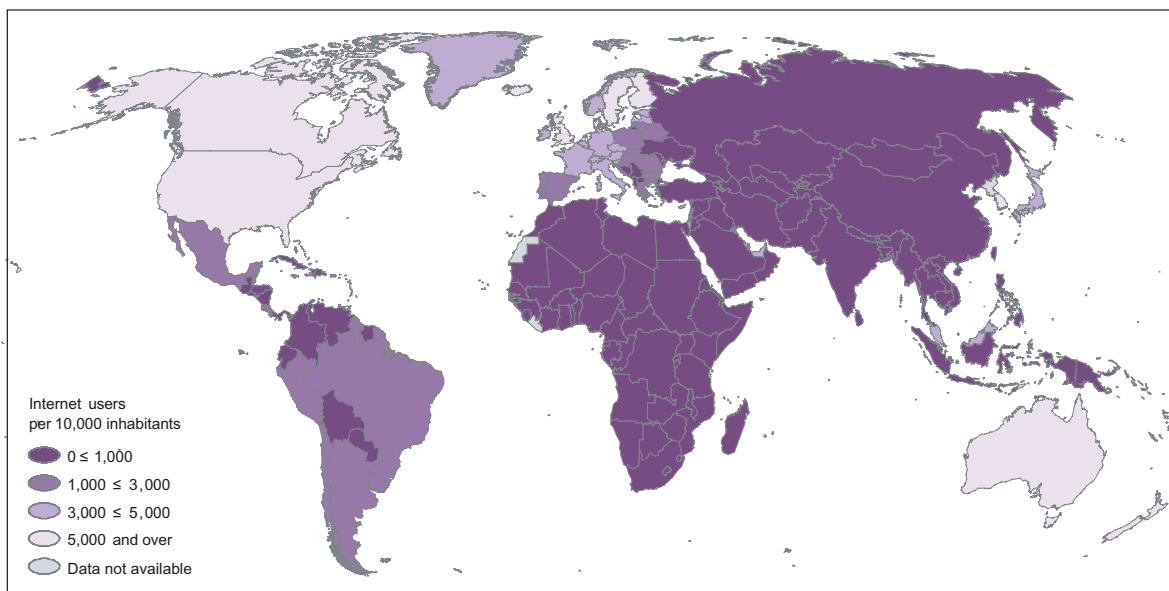 Internet users
per 10,000 inhabitants
0 ≤ 1,000
1,000 ≤ 3,000
3,000 ≤ 5,000
5,000 and over
Data not available